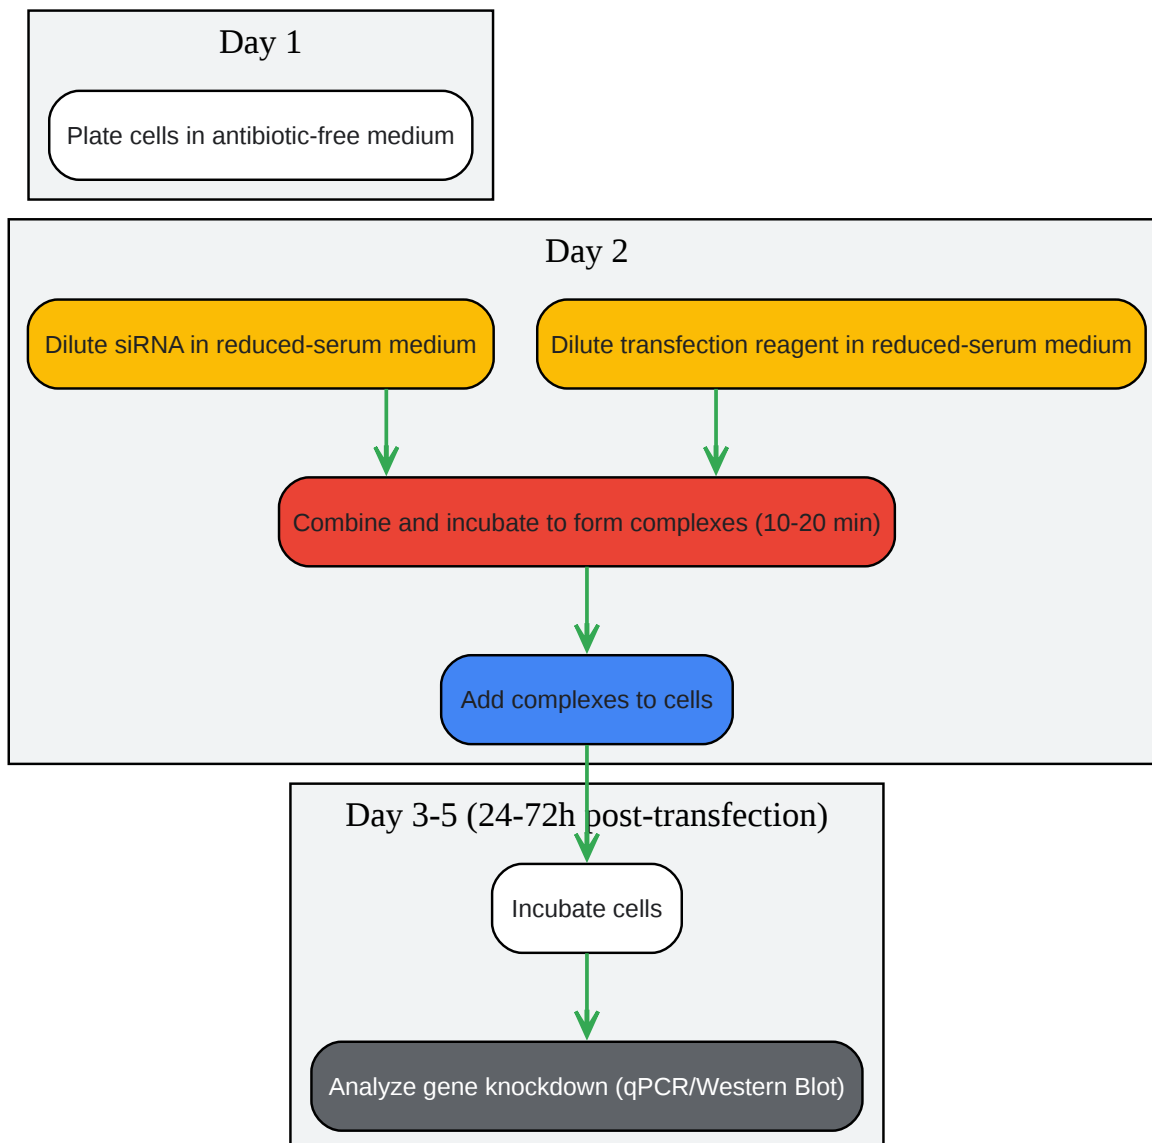 Day 1
Plate cells in antibiotic-free medium
Day 2
Dilute siRNA in reduced-serum medium
Dilute transfection reagent in reduced-serum medium
Combine and incubate to form complexes (10-20 min)
Add complexes to cells
Day 3-5 (24-72h post-transfection)
Incubate cells
Analyze gene knockdown (qPCR/Western Blot)